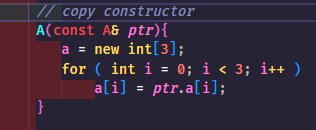 // copy constructor
A(const A& ptr){
a = new int[3];
for ( int i = 0; i < 3; i++ )
a[i] = ptr.a[i];
}